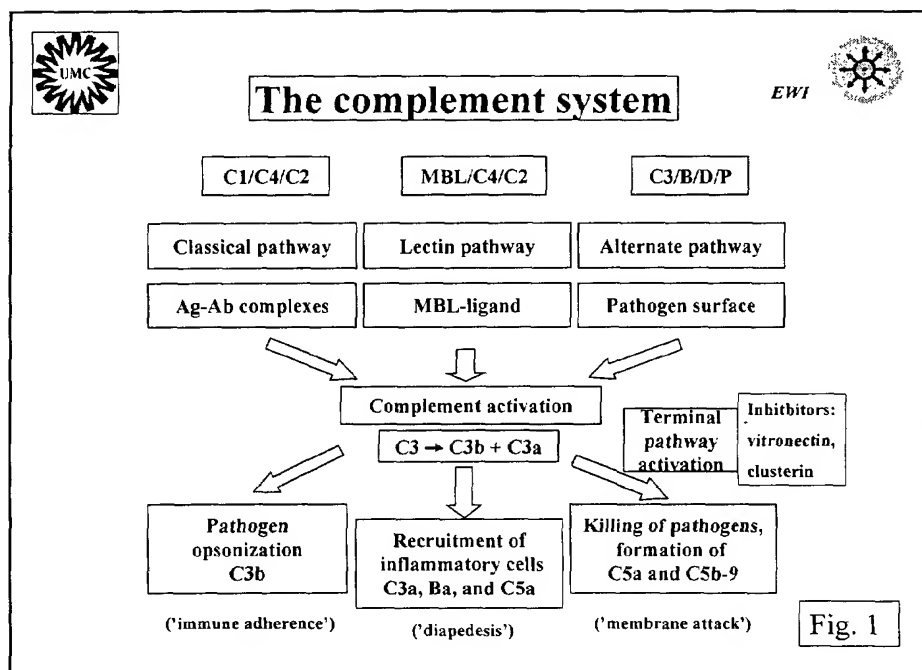 UMC
The complement system
EWI
C1/C4/C2
MBL/C4/C2
C3/B/D/P
Classical pathway
Lectin pathway
Alternate pathway
Ag-Ab complexes
MBL-ligand
Pathogen surface
Complement activation
C3 → C3b + C3a
Terminal
pathway
activation
Inhitbitors:
vitronectin,
clusterin
Pathogen
opsonization
C3b
Recruitment of
inflammatory cells
C3a, Ba, and C5a
Killing of pathogens,
formation of
C5a and C5b-9
('immune adherence')
('diapedesis')
('membrane attack')
Fig. 1